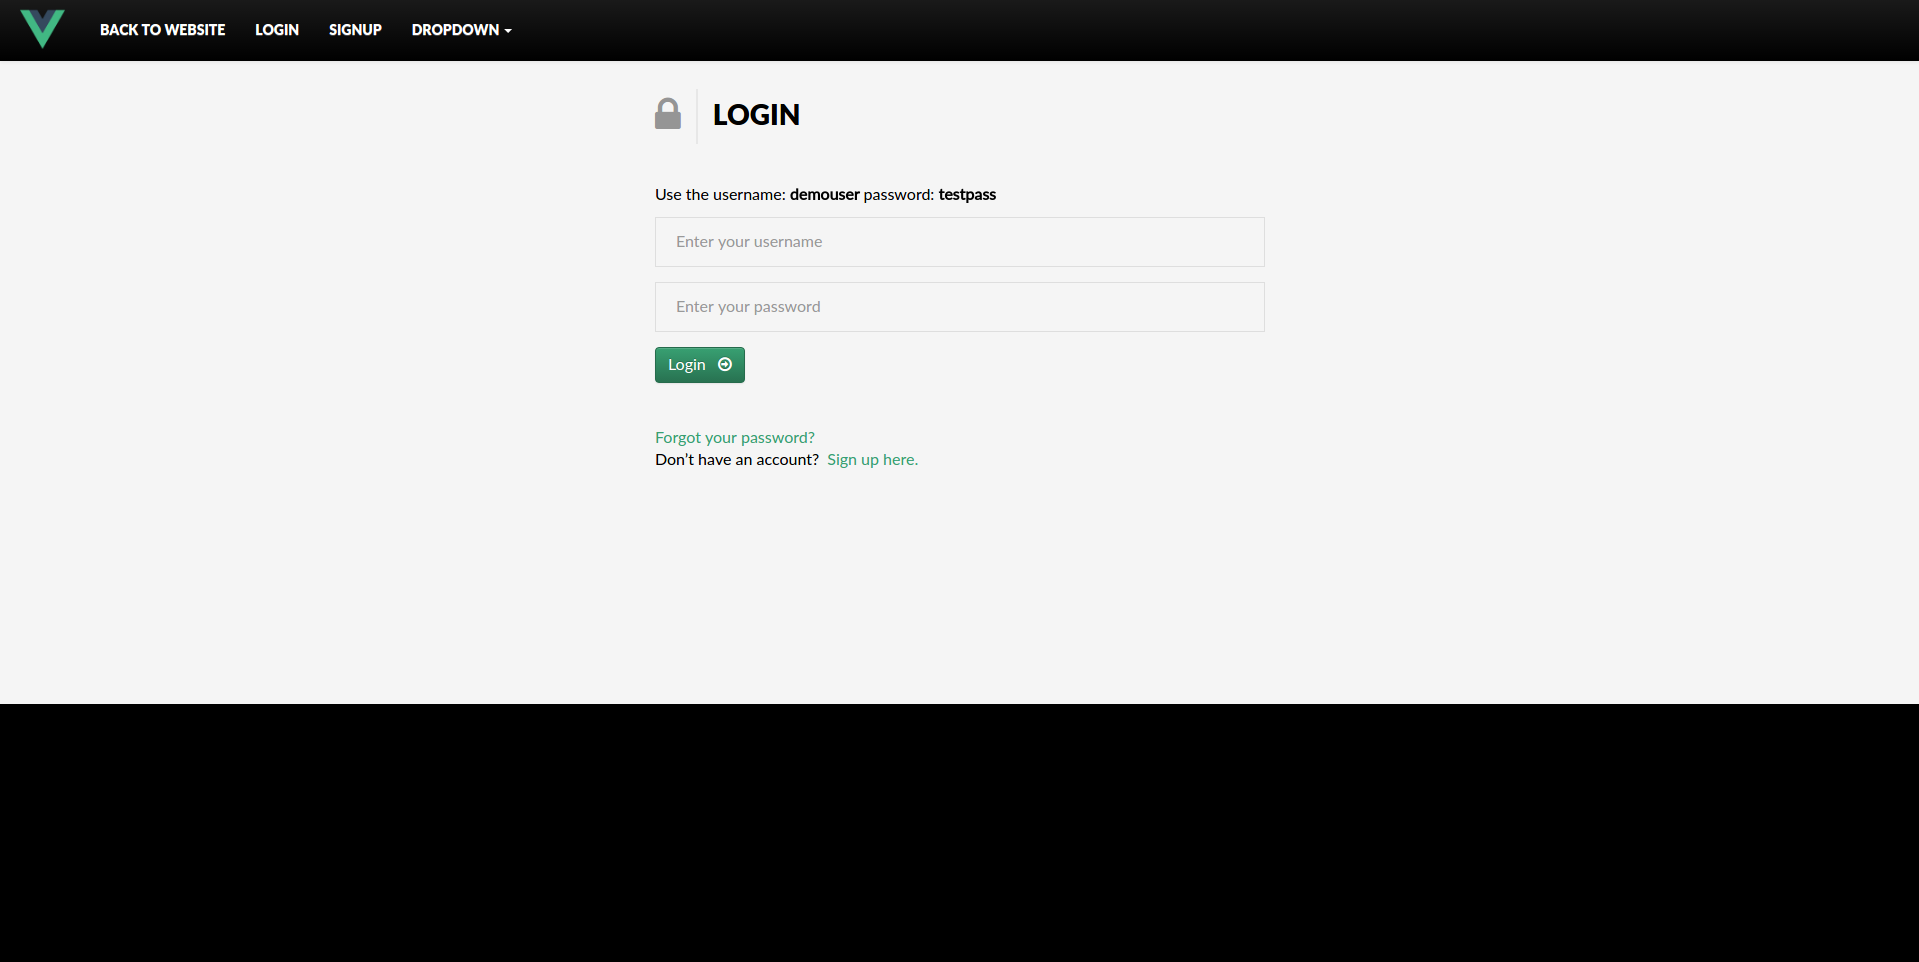 BACK TO WEBSITE LOGIN SIGNUP DROPDOWN
LOGIN
Use the username: demouser password: testpass
Enter your username
Enter your password
Login
Forgot your password?
Don't have an account? Sign up here.